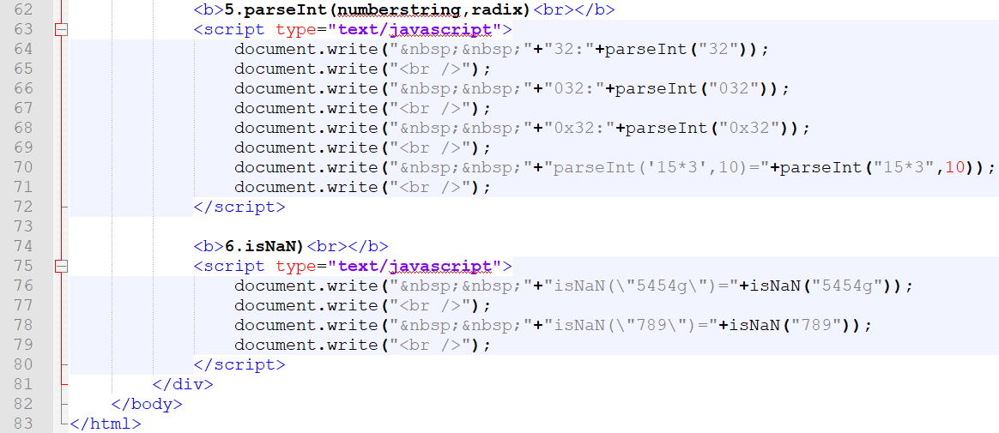 62 <b>5.parseInt(numberstring,radix)<br></b>
63 <script type="text/javascript">
64 document.write("&nbsp;&nbsp;"+"32:"+parseInt("32"));
65 document.write("<br />");
66 document.write("&nbsp;&nbsp;"+"032:"+parseInt("032"));
67 document.write("<br />");
68 document.write("&nbsp;&nbsp;"+"0x32:"+parseInt("0x32"));
69 document.write("<br />");
70 document.write("&nbsp;&nbsp;"+"parseInt('15*3',10)="+parseInt("15*3",10));
71 document.write("<br />");
72 </script>
73
74 <b>6.isNaN)<br></b>
75 <script type="text/javascript">
76 document.write("&nbsp;&nbsp;"+"isNaN(\"5454g\")="+isNaN("5454g"));
77 document.write("<br />");
78 document.write("&nbsp;&nbsp;"+"isNaN(\"789\")="+isNaN("789"));
79 document.write("<br />");
80 </script>
81 </div>
82 </body>
83 </html>